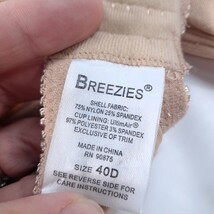 BREEZIES
SHELL FABRIC:
75% NYLON 25% SPANDEX
CUP LINING: UltimAir®
97% POLYESTER 3% SPANDEX
EXCLUSIVE OF TRIM
MADE IN CHINA
RN 90875
SIZE 40D
SEE REVERSE SIDE FOR
CARE INSTRUCTIONS